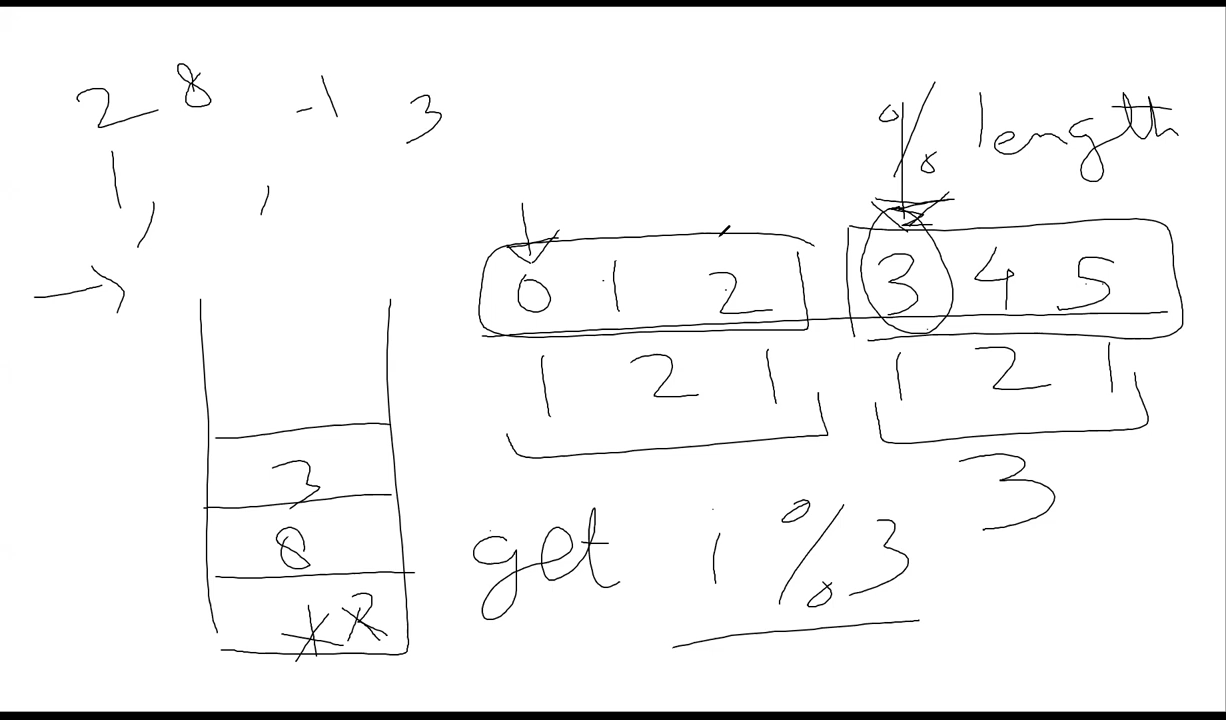 2 8 -1 3
1, ,
% length
0 1 2 3 4 5
1 2 1 1 2 1
3
3
8
get i % 3